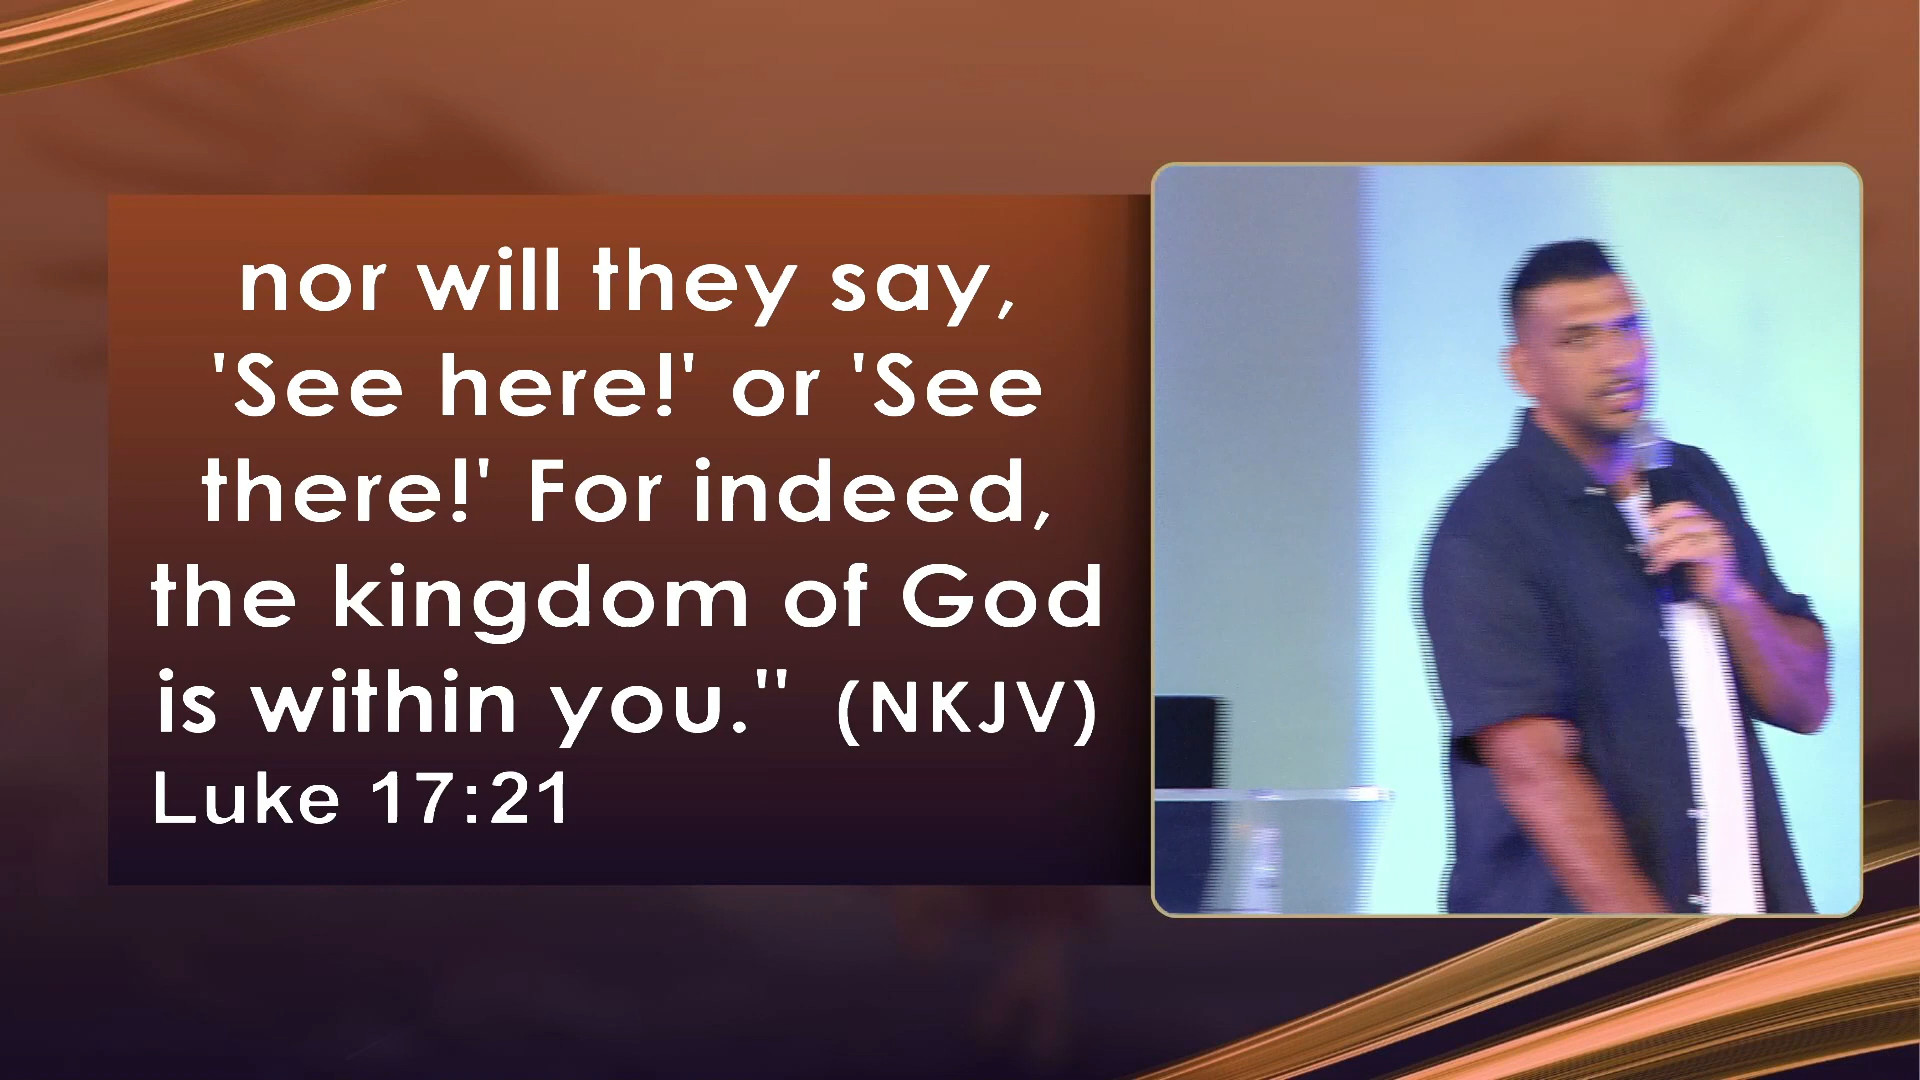 nor will they say,
'See here!' or 'See
there!' For indeed,
the kingdom of God
is within you." (NKJV)
Luke 17:21